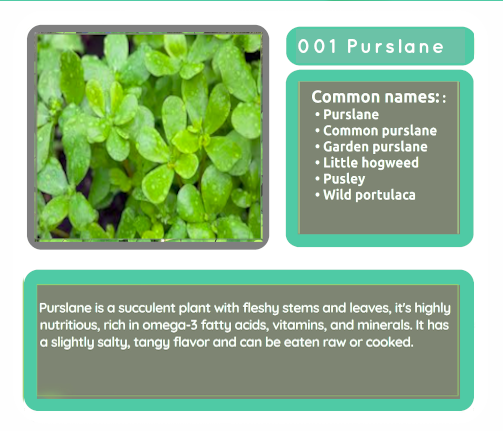 001 Purslane
Common names: :
• Purslane
• Common purslane
• Garden purslane
• Little hogweed
• Pusley
• Wild portulaca
Purslane is a succulent plant with fleshy stems and leaves, it's highly
nutritious, rich in omega-3 fatty acids, vitamins, and minerals. It has
a slightly salty, tangy flavor and can be eaten raw or cooked.